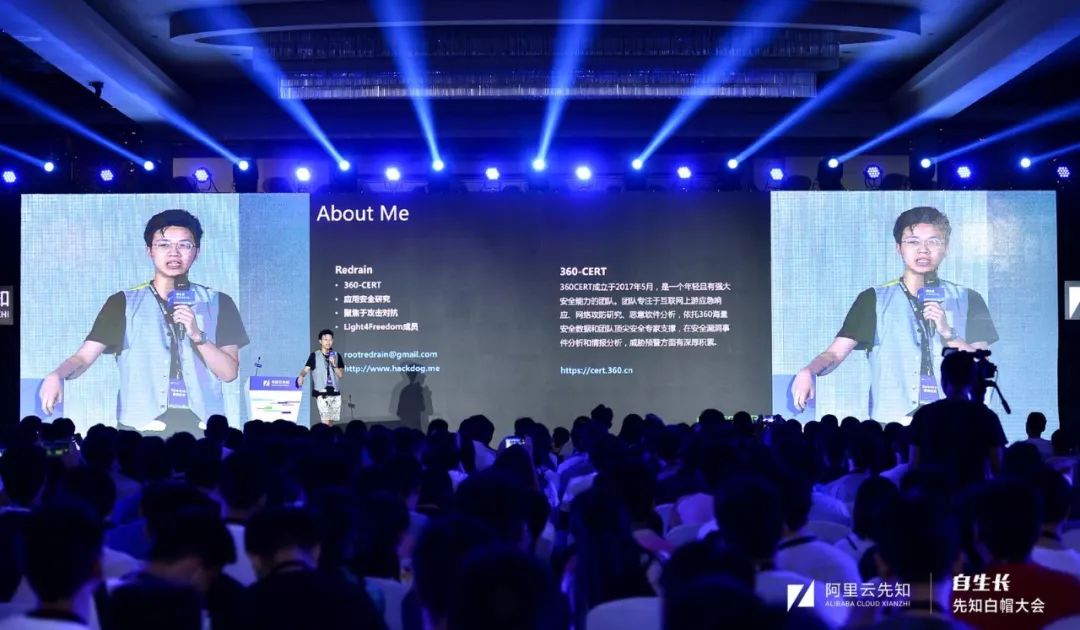 About Me
Redrain
• 360-CERT
• 应用安全研究
• 聚焦于攻击对抗
• Light4Freedom成员
rootredrain@gmail.com
http://www.hackdog.me
360-CERT
360CERT成立于2017年5月，是一个年轻且有强大
安全能力的团队。团队专注于互联网上游应急响
应、网络攻防研究、恶意软件分析，依托360海量
安全数据和团队顶尖安全专家支撑，在安全漏洞事
件分析和情报分析，威胁预警方面有深厚积累。
https://cert.360.cn
知
ZHI
阿里云先知
ALIBABA CLOUD XIANZHI
自生长
先知白帽大会